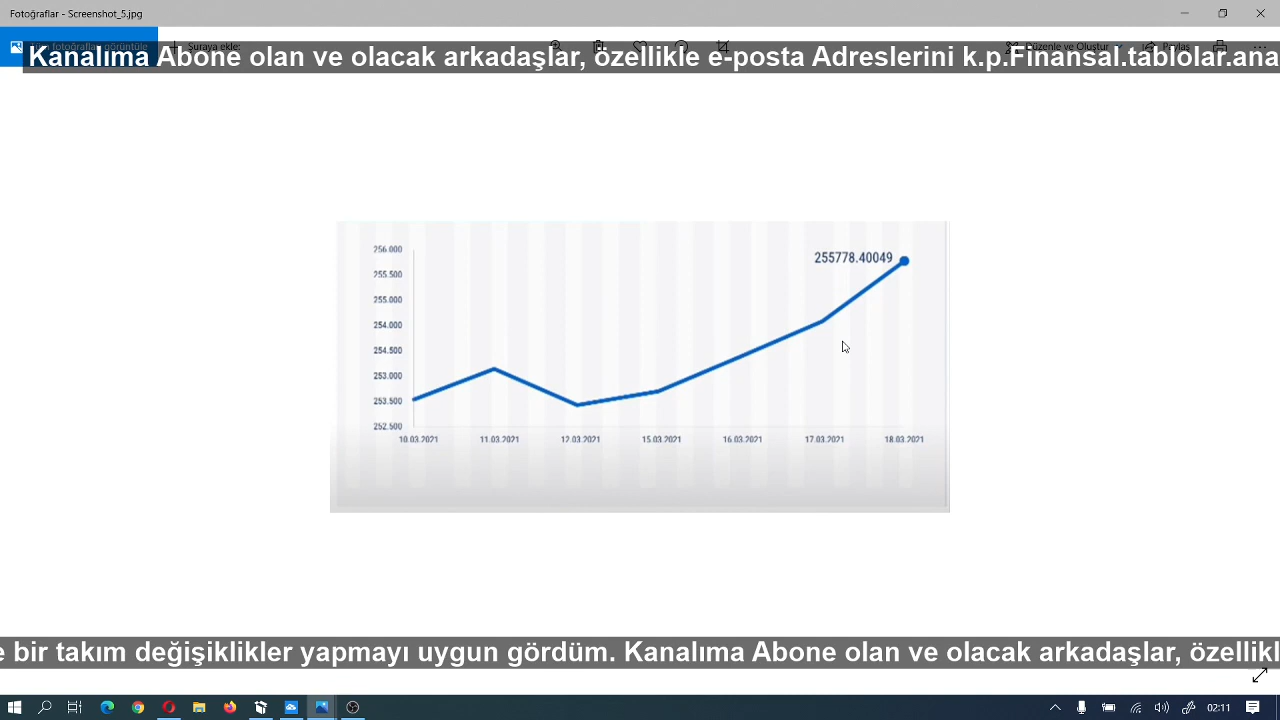 Fotoğraflar - Screenshot_5.jpg
Suraya ekle:
Düzenle ve Oluştur
Paylaş
Kanalıma Abone olan ve olacak arkadaşlar, özellikle e-posta Adreslerini k.p.Finansal.tablolar.ana
256.000
255778.40049
255.500
255.000
254.000
254.500
253.000
253.500
252.500
10.03.2021 11.03.2021 12.03.2021 15.03.2021 16.03.2021 17.03.2021 18.03.2021
e bir takım değişiklikler yapmayı uygun gördüm. Kanalıma Abone olan ve olacak arkadaşlar, özellikl
02:11